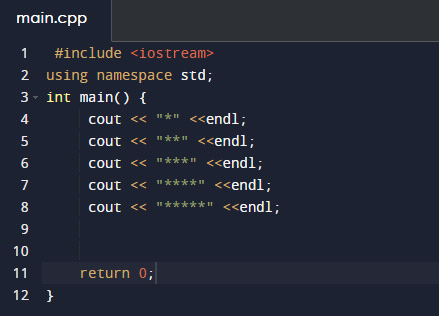 main.cpp
1 #include <iostream>
2 using namespace std;
3 int main() {
4 cout << "*" <<endl;
5 cout << "**" <<endl;
6 cout << "***" <<endl;
7 cout << "****" <<endl;
8 cout << "*****" <<endl;
9
10
11 return 0;
12 }